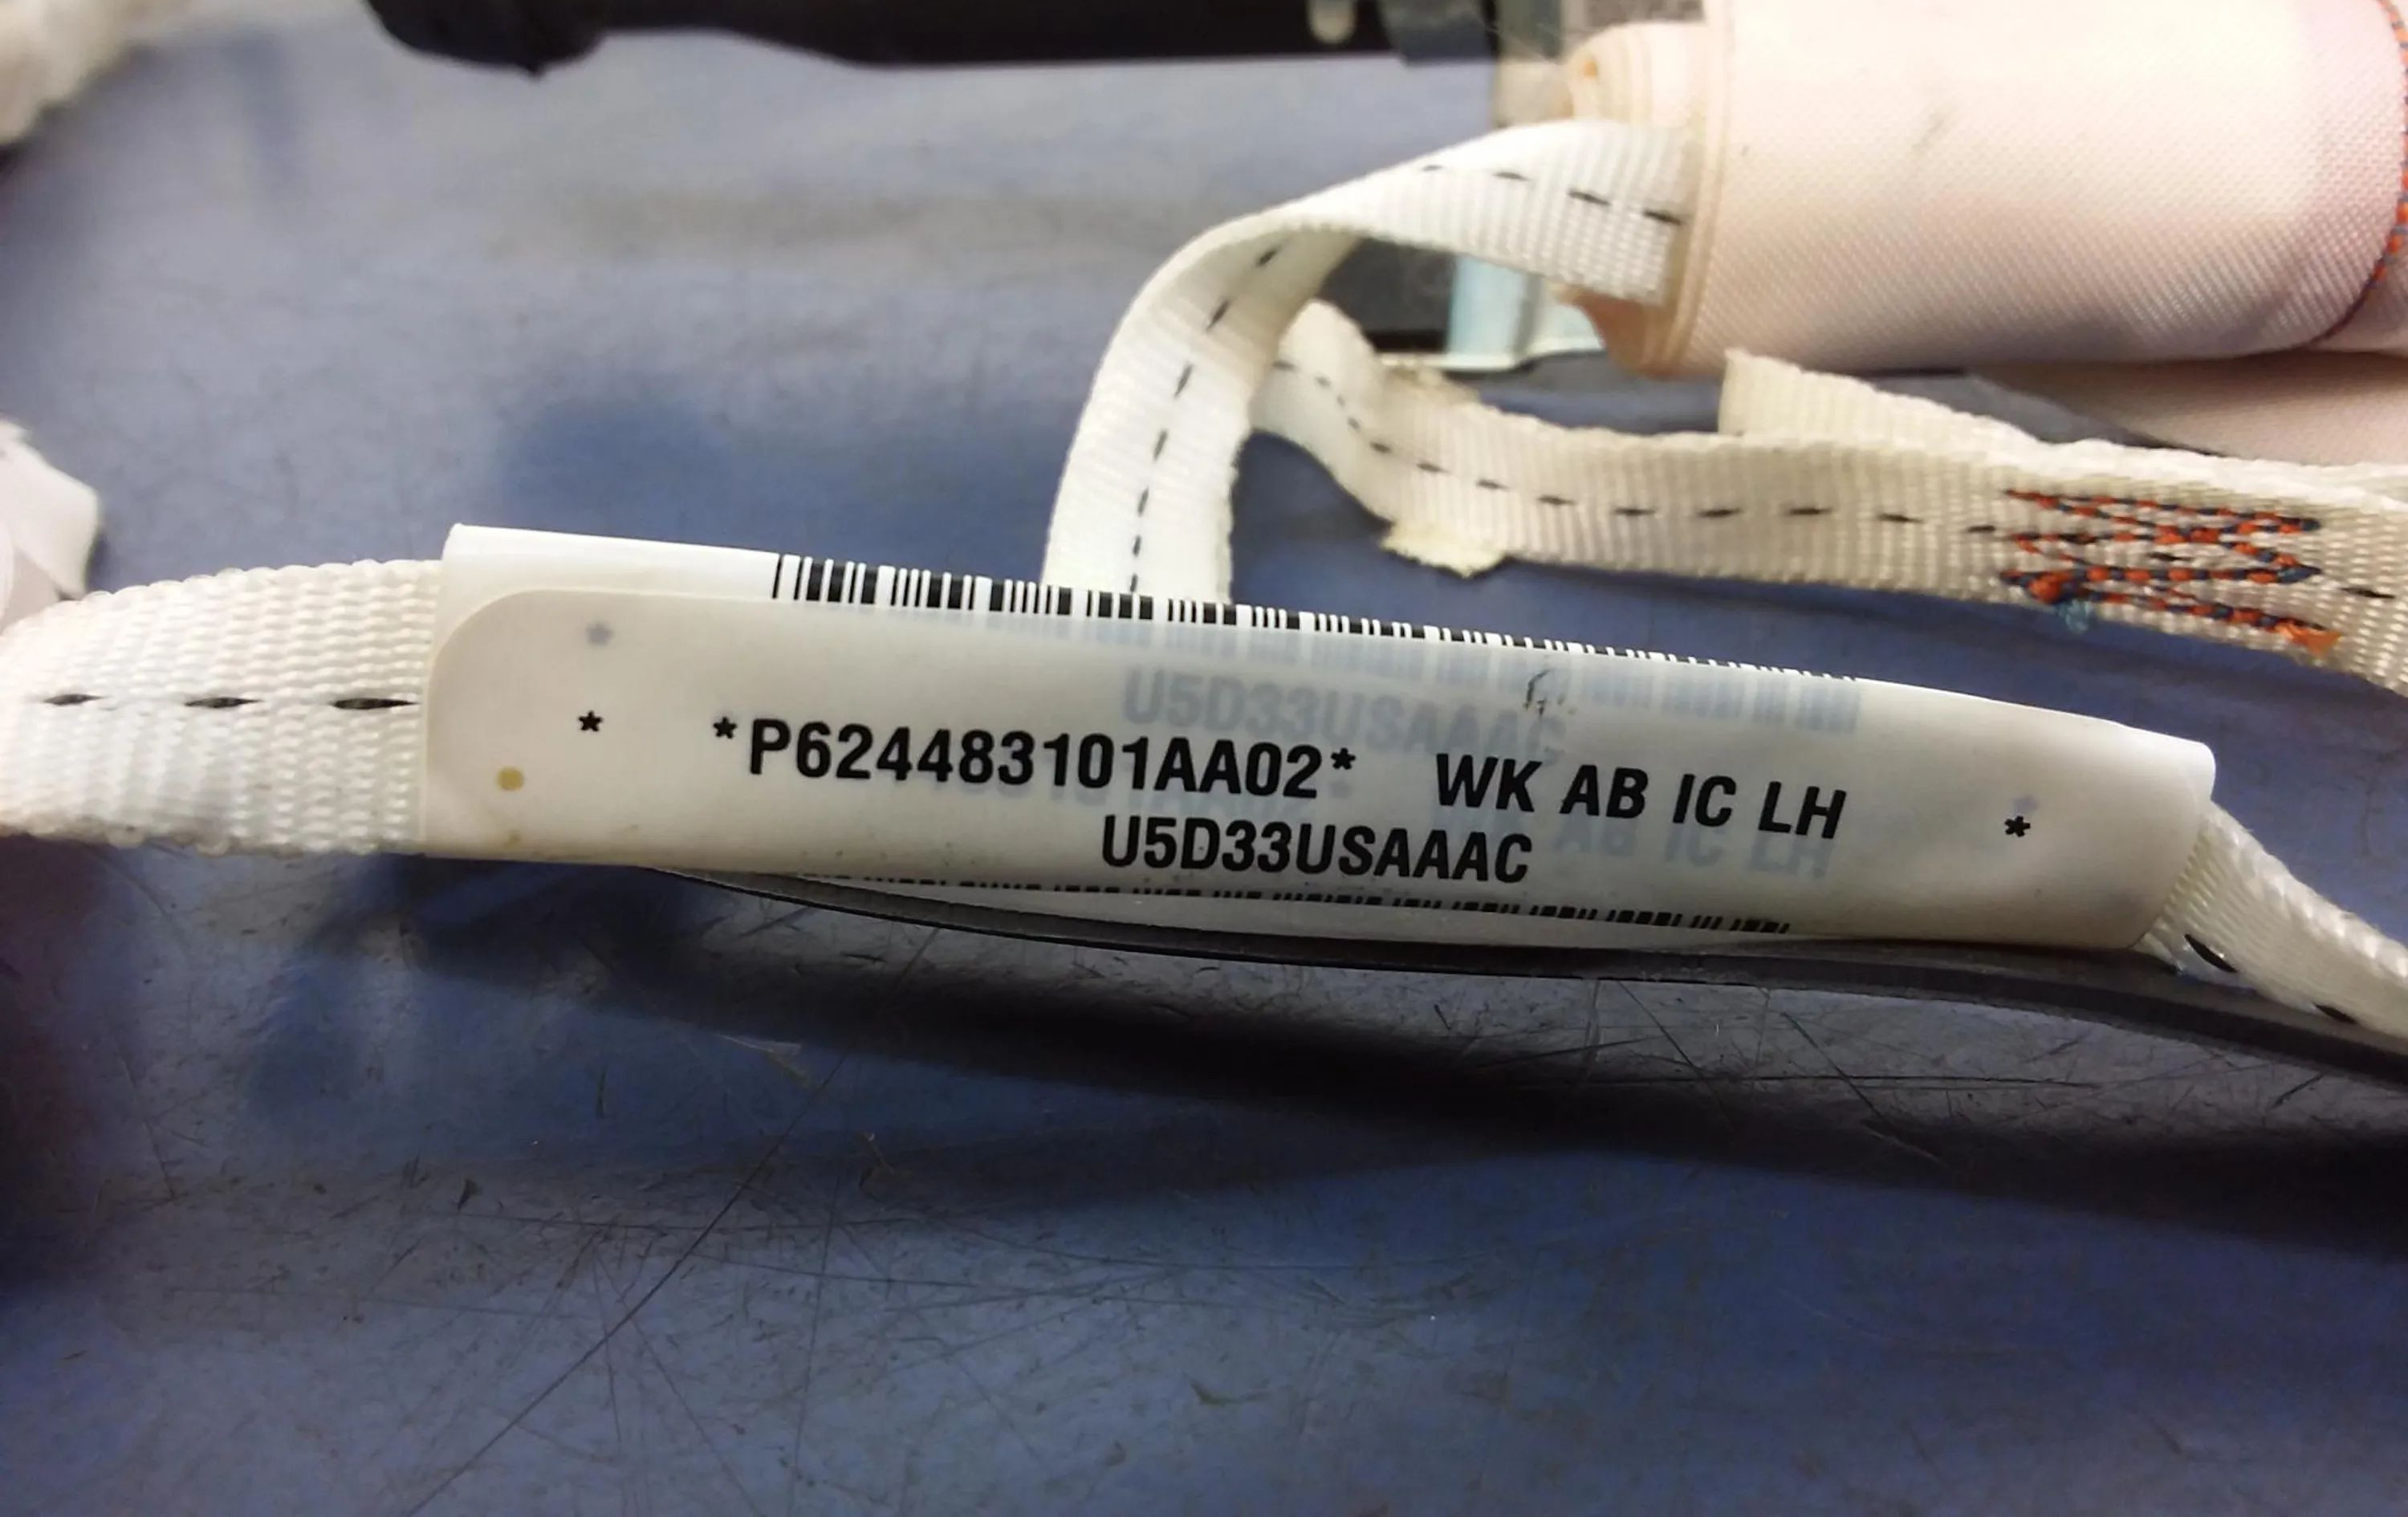 * *P624483101AA02* WK AB IC LH *
U5D33USAAAC